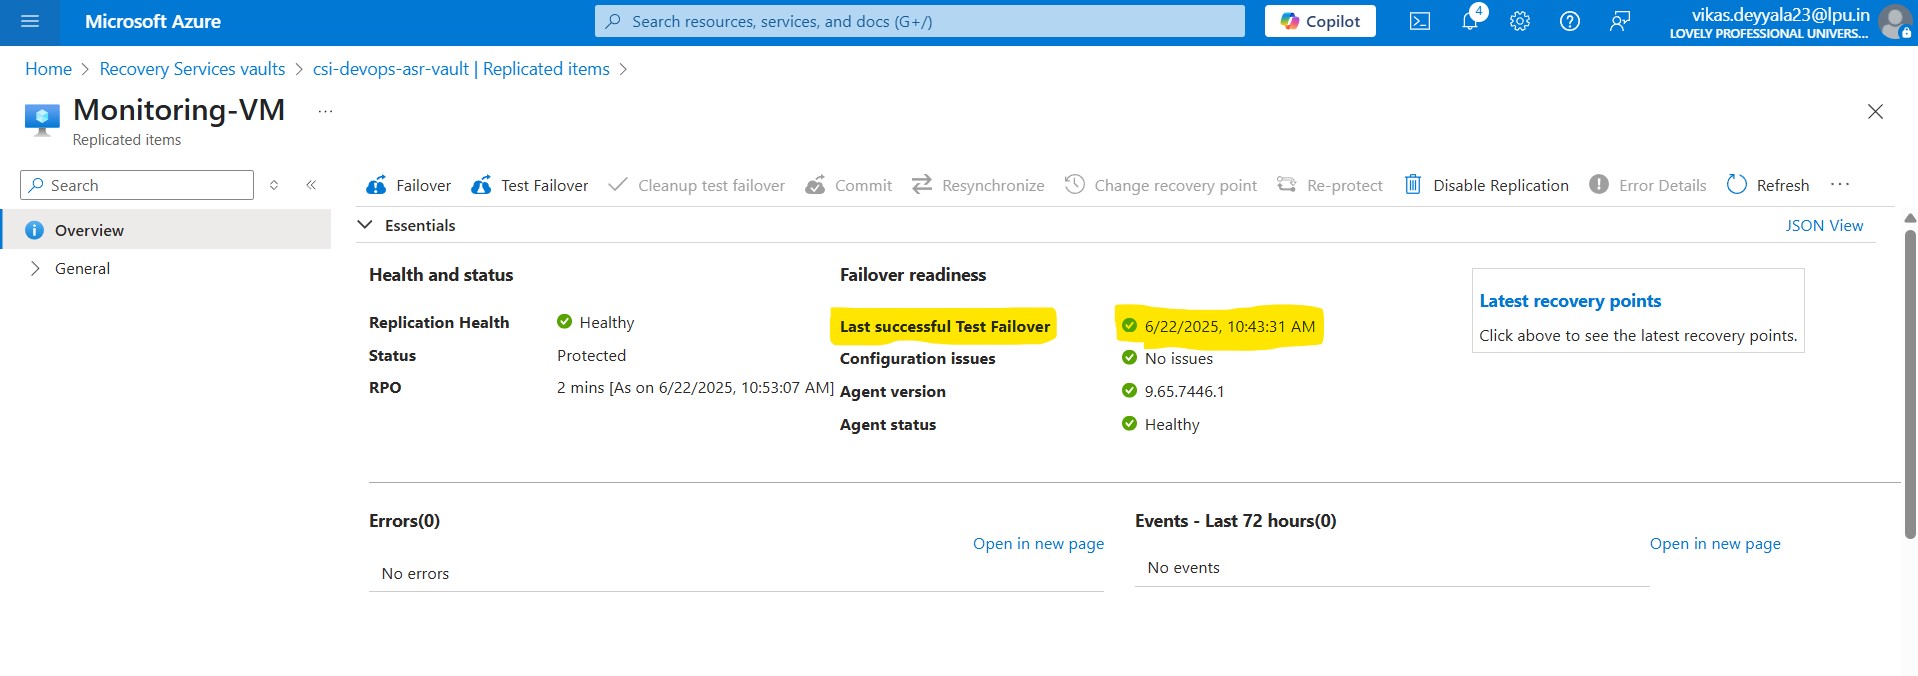 Microsoft Azure
Search resources, services, and docs (G+/)
Copilot
4
vikas.deyyala23@lpu.in
LOVELY PROFESSIONAL UNIVERS...
Home > Recovery Services vaults > csi-devops-asr-vault | Replicated items >
Monitoring-VM ...
Replicated items
Search
Overview
General
Failover
Test Failover
Cleanup test failover
Commit
Resynchronize
Change recovery point
Re-protect
Disable Replication
Error Details
Refresh
...
Essentials
JSON View
Health and status
Replication Health Healthy
Status Protected
RPO 2 mins [As on 6/22/2025, 10:53:07 AM]
Failover readiness
Last successful Test Failover 6/22/2025, 10:43:31 AM
Configuration issues No issues
Agent version 9.65.7446.1
Agent status Healthy
Latest recovery points
Click above to see the latest recovery points.
Errors(0)
Open in new page
No errors
Events - Last 72 hours(0)
Open in new page
No events